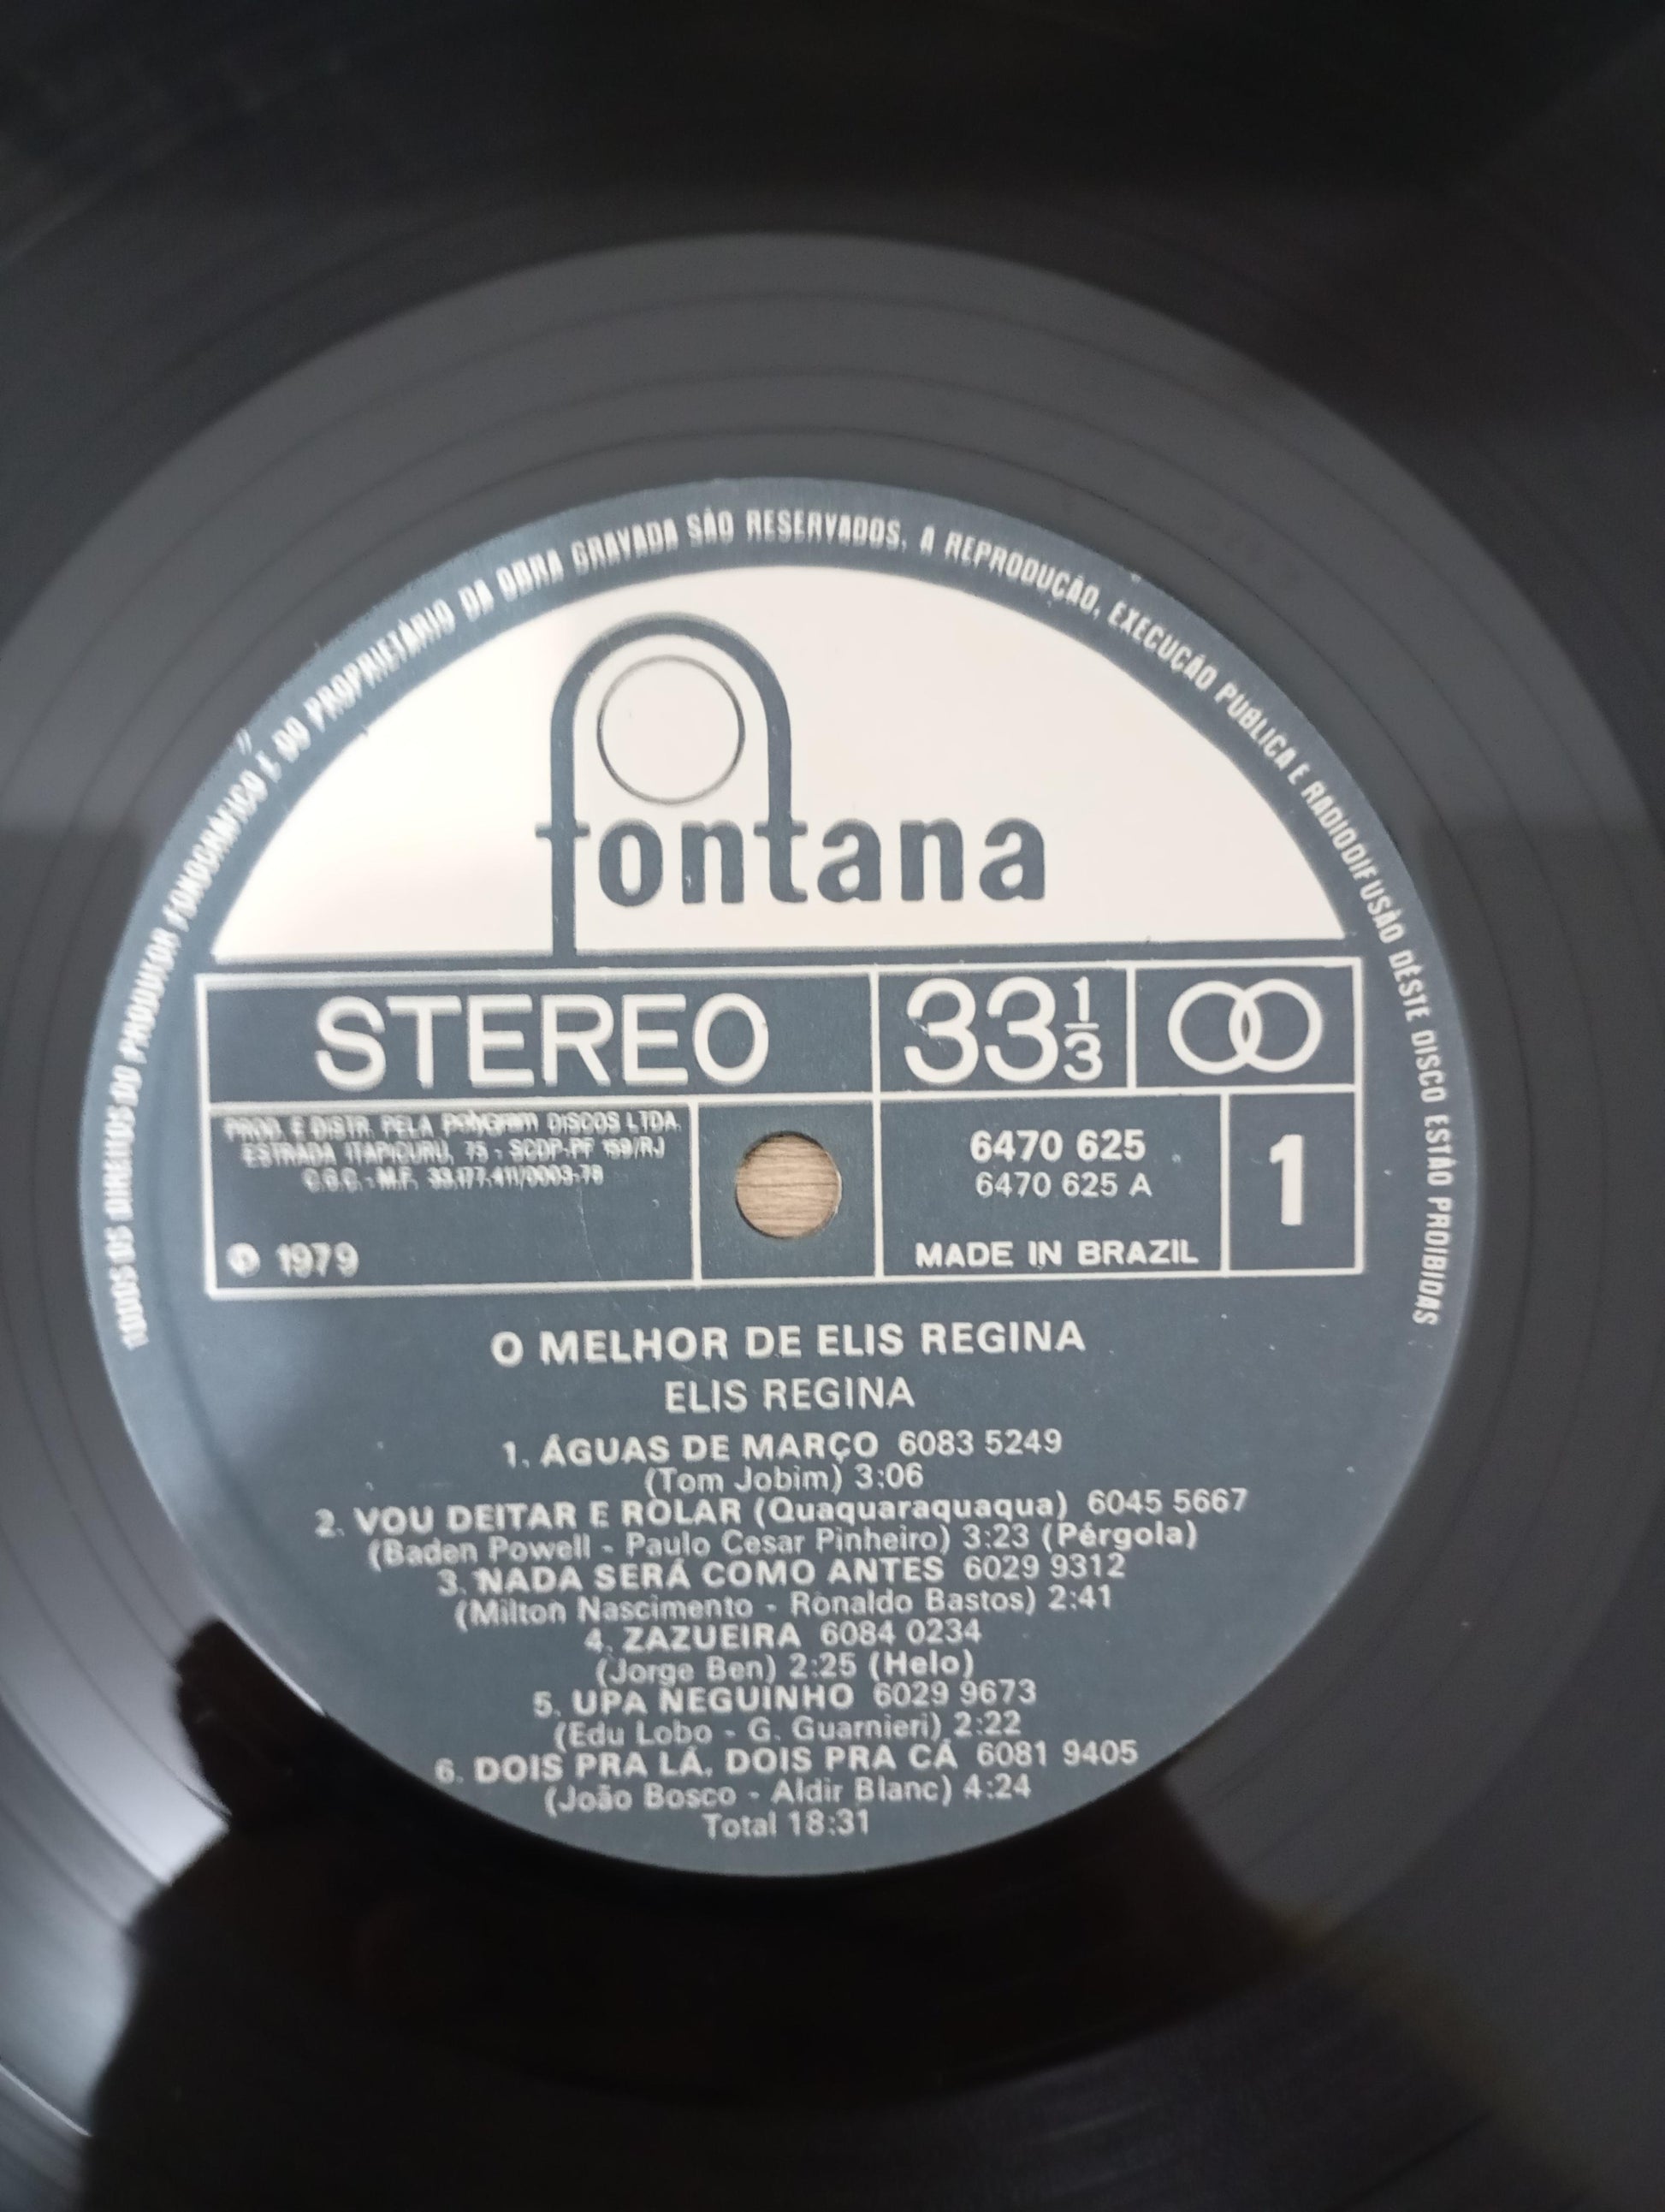 TODOS OS DIREITOS DO PRODUTOR FONOGRÁFICO E DO PROPRIETÁRIO DA OBRA GRAVADA SÃO RESERVADOS. A REPRODUÇÃO, EXECUÇÃO PÚBLICA E RADIODIFUSÃO DÊSTE DISCO ESTÃO PROIBIDAS
fontana
STEREO
33 1/3
PROD. E DISTR. PELA PolyGram DISCOS LTDA.
ESTRADA ITAPICURU, 75 - SCDP-PF 159/RJ
C.G.C. - M.F. 33.177.411/0003-78
℗ 1979
6470 625
6470 625 A
MADE IN BRAZIL
1
O MELHOR DE ELIS REGINA
ELIS REGINA
1. ÁGUAS DE MARÇO 6083 5249
(Tom Jobim) 3:06
2. VOU DEITAR E ROLAR (Quaquaraquaqua) 6045 5667
(Baden Powell - Paulo Cesar Pinheiro) 3:23 (Pérgola)
3. NADA SERÁ COMO ANTES 6029 9312
(Milton Nascimento - Ronaldo Bastos) 2:41
4. ZAZUEIRA 6084 0234
(Jorge Ben) 2:25 (Helo)
5. UPA NEGUINHO 6029 9673
(Edu Lobo - G. Guarnieri) 2:22
6. DOIS PRA LÁ, DOIS PRA CÁ 6081 9405
(João Bosco - Aldir Blanc) 4:24
Total 18:31